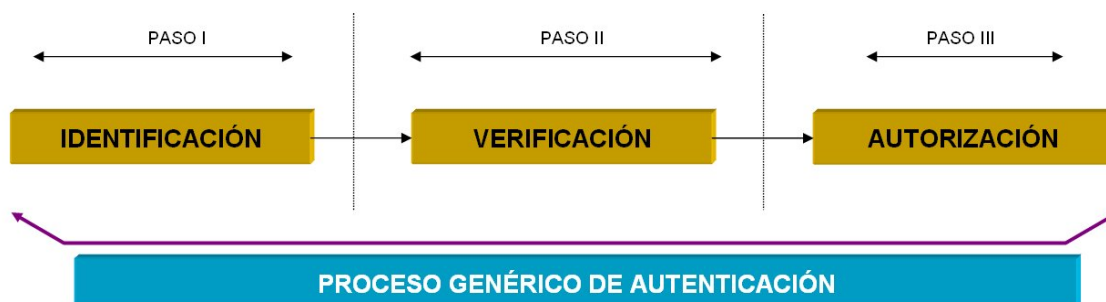 PASO I
PASO II
PASO III
IDENTIFICACIÓN
VERIFICACIÓN
AUTORIZACIÓN
PROCESO GENÉRICO DE AUTENTICACIÓN